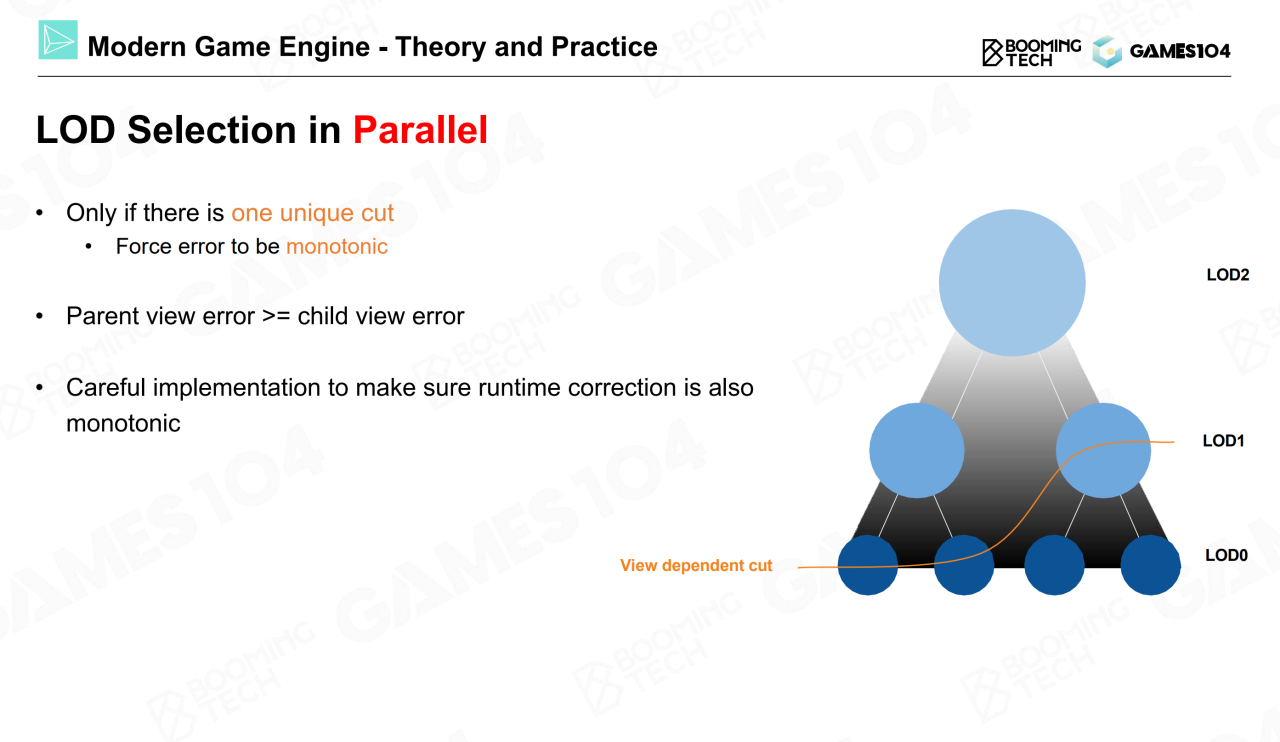 Modern Game Engine - Theory and Practice
BOOMING
TECH
GAMES104
LOD Selection in Parallel
• Only if there is one unique cut
• Force error to be monotonic
• Parent view error >= child view error
• Careful implementation to make sure runtime correction is also
monotonic
LOD2
LOD1
LOD0
View dependent cut